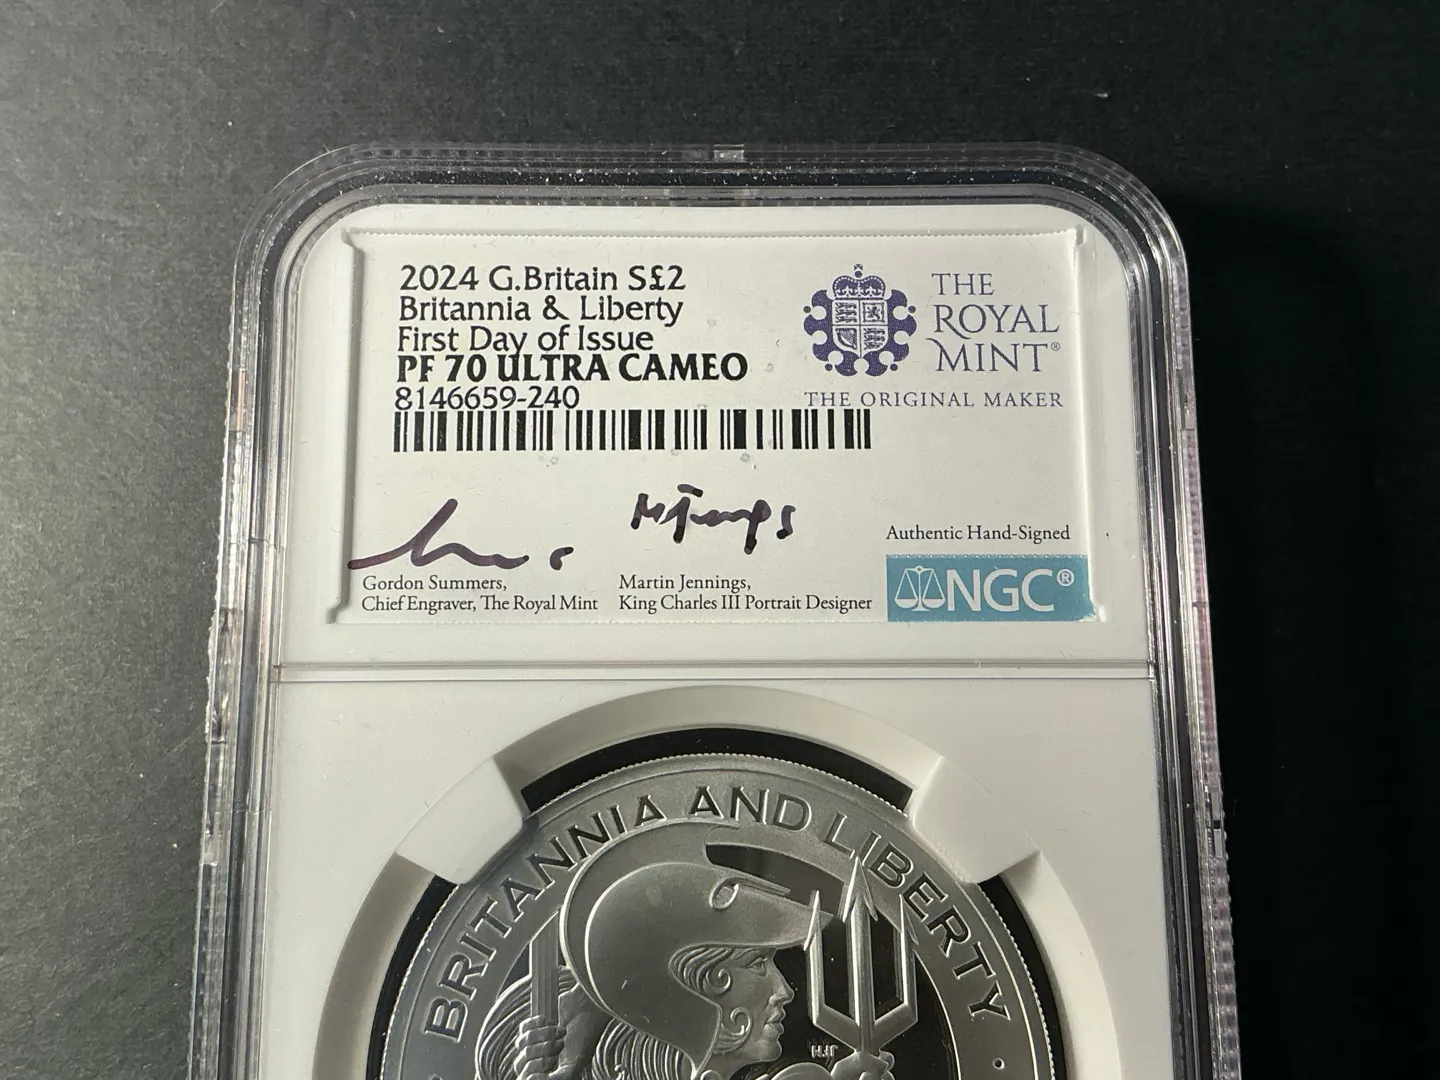 2024 G.Britain S£2
Britannia & Liberty
First Day of Issue
PF 70 ULTRA CAMEO
8146659-240
THE
ROYAL
MINT®
THE ORIGINAL MAKER
Authentic Hand-Signed
Gordon Summers,
Chief Engraver, The Royal Mint
Martin Jennings,
King Charles III Portrait Designer
NGC®
BRITANNIA AND LIBERTY